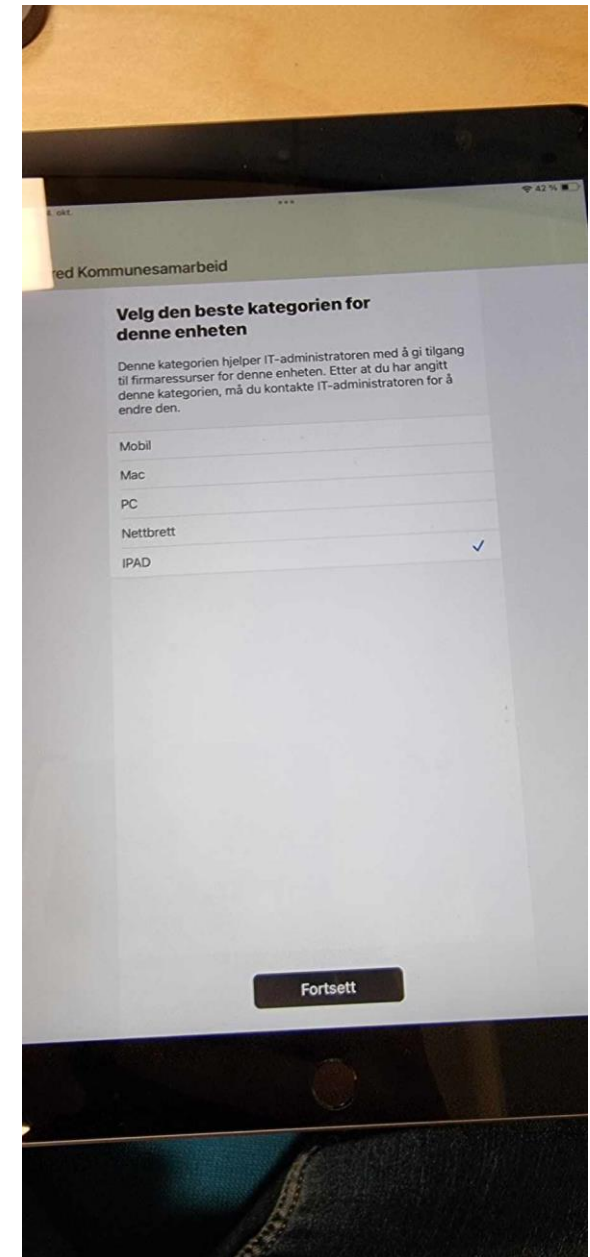 42 %
okt.
Kommunesamarbeid
Velg den beste kategorien for
denne enheten
Denne kategorien hjelper IT-administratoren med å gi tilgang
til firmaressurser for denne enheten. Etter at du har angitt
denne kategorien, må du kontakte IT-administratoren for å
endre den.
Mobil
Mac
PC
Nettbrett
IPAD
Fortsett